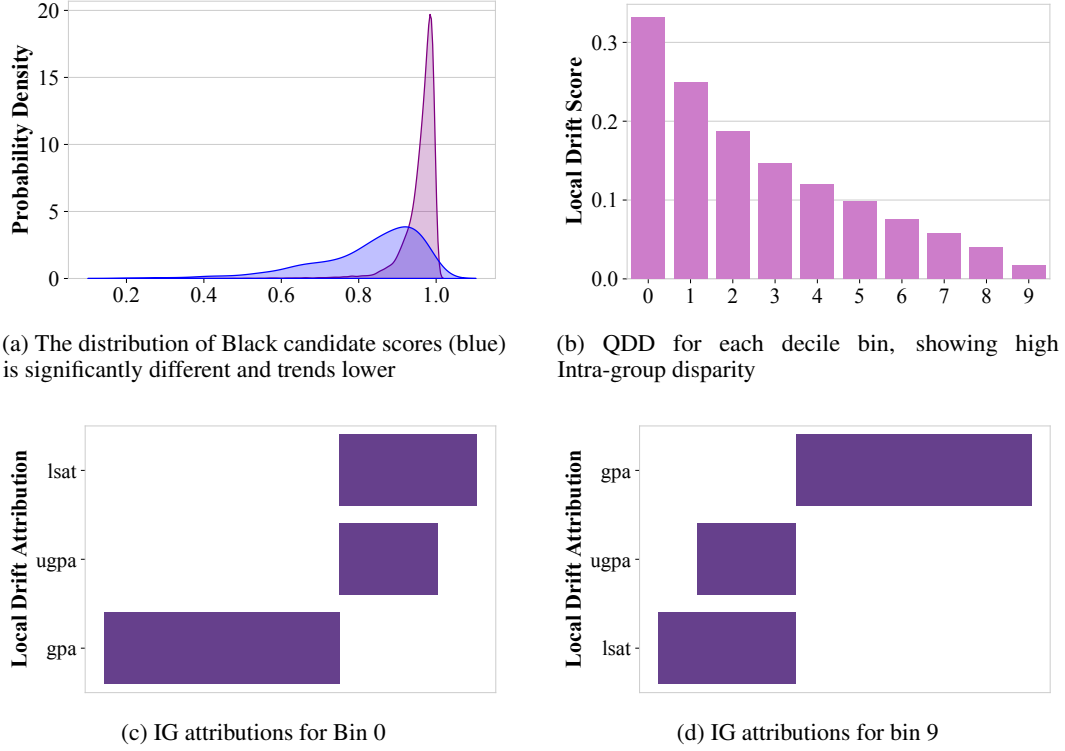 20
15
10
5
0
Probability Density
0.2 0.4 0.6 0.8 1.0
(a) The distribution of Black candidate scores (blue)
is significantly different and trends lower
0.3
0.2
0.1
0.0
Local Drift Score
0 1 2 3 4 5 6 7 8 9
(b) QDD for each decile bin, showing high
Intra-group disparity
Local Drift Attribution
lsat
ugpa
gpa
(c) IG attributions for Bin 0
Local Drift Attribution
gpa
ugpa
lsat
(d) IG attributions for bin 9